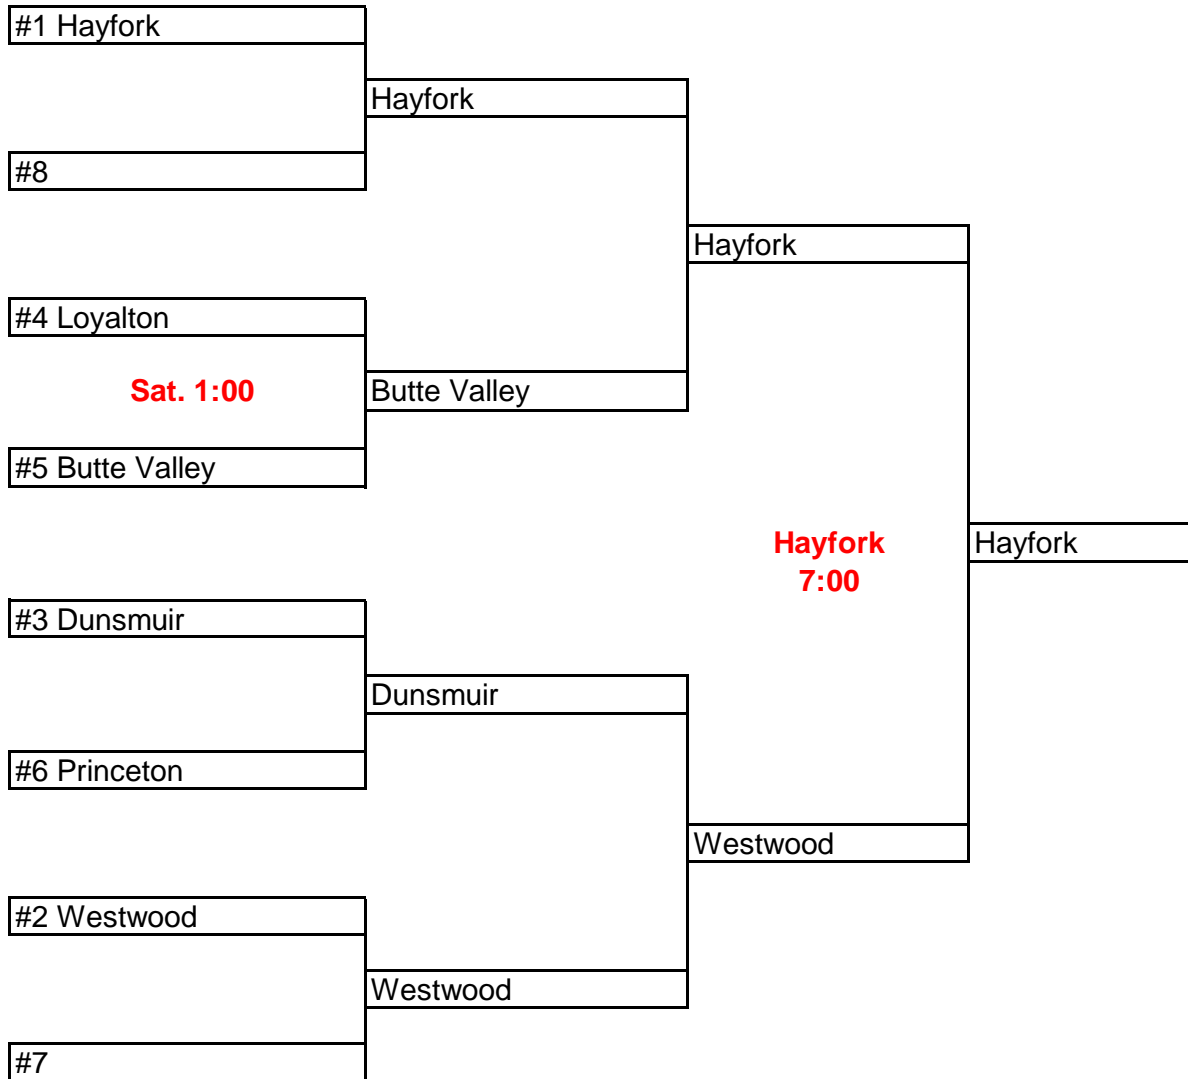 #1 Hayfork
Hayfork
#8
Hayfork
#4 Loyalton
Sat. 1:00
Butte Valley
#5 Butte Valley
Hayfork
7:00
Hayfork
#3 Dunsmuir
Dunsmuir
#6 Princeton
Westwood
#2 Westwood
Westwood
#7